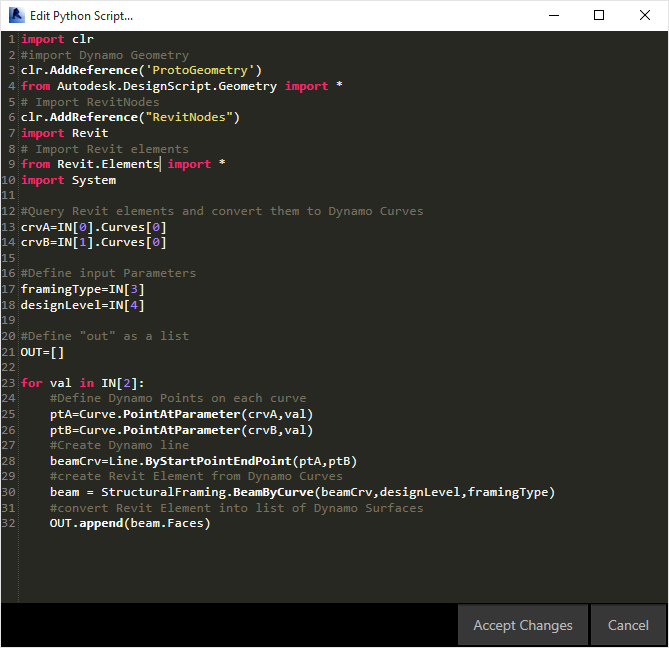 Edit Python Script...
1 import clr
2 #import Dynamo Geometry
3 clr.AddReference('ProtoGeometry')
4 from Autodesk.DesignScript.Geometry import *
5 # Import RevitNodes
6 clr.AddReference("RevitNodes")
7 import Revit
8 # Import Revit elements
9 from Revit.Elements import *
10 import System
11
12 #Query Revit elements and convert them to Dynamo Curves
13 crvA=IN[0].Curves[0]
14 crvB=IN[1].Curves[0]
15
16 #Define input Parameters
17 framingType=IN[3]
18 designLevel=IN[4]
19
20 #Define "out" as a list
21 OUT=[]
22
23 for val in IN[2]:
24     #Define Dynamo Points on each curve
25     ptA=Curve.PointAtParameter(crvA,val)
26     ptB=Curve.PointAtParameter(crvB,val)
27     #Create Dynamo line
28     beamCrv=Line.ByStartPointEndPoint(ptA,ptB)
29     #create Revit Element from Dynamo Curves
30     beam = StructuralFraming.BeamByCurve(beamCrv,designLevel,framingType)
31     #convert Revit Element into list of Dynamo Surfaces
32     OUT.append(beam.Faces)
Accept Changes
Cancel